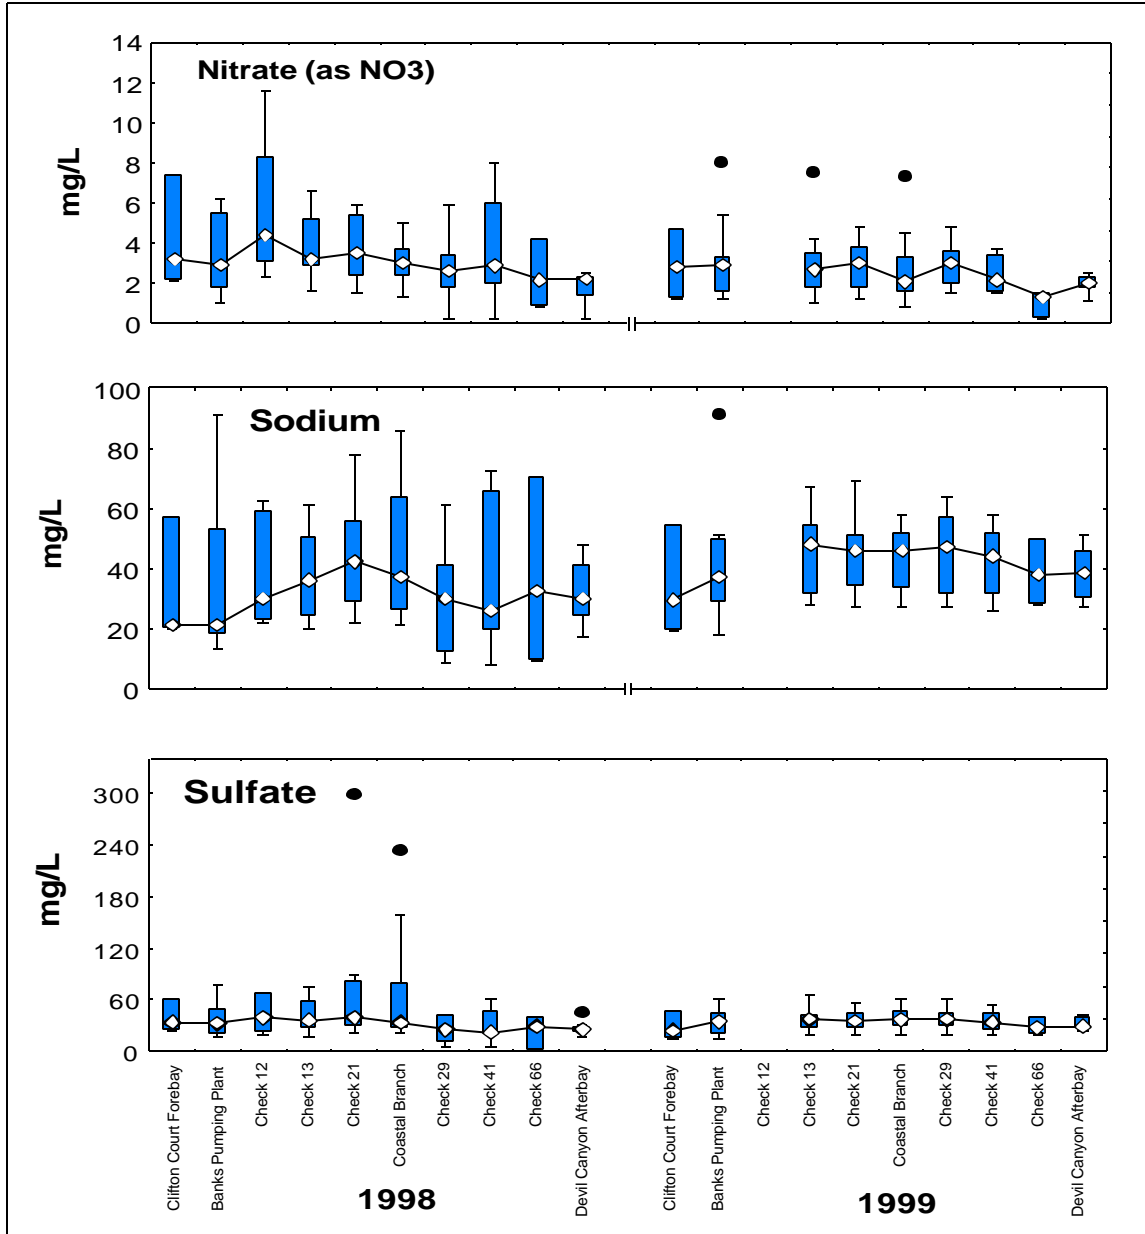 Nitrate (as NO3)
mg/L
14
12
10
8
6
4
2
0
Sodium
mg/L
100
80
60
40
20
0
Sulfate
mg/L
300
240
180
120
60
0
Clifton Court Forebay
Banks Pumping Plant
Check 12
Check 13
Check 21
Coastal Branch
Check 29
Check 41
Check 66
Devil Canyon Afterbay
Clifton Court Forebay
Banks Pumping Plant
Check 12
Check 13
Check 21
Coastal Branch
Check 29
Check 41
Check 66
Devil Canyon Afterbay
1998
1999